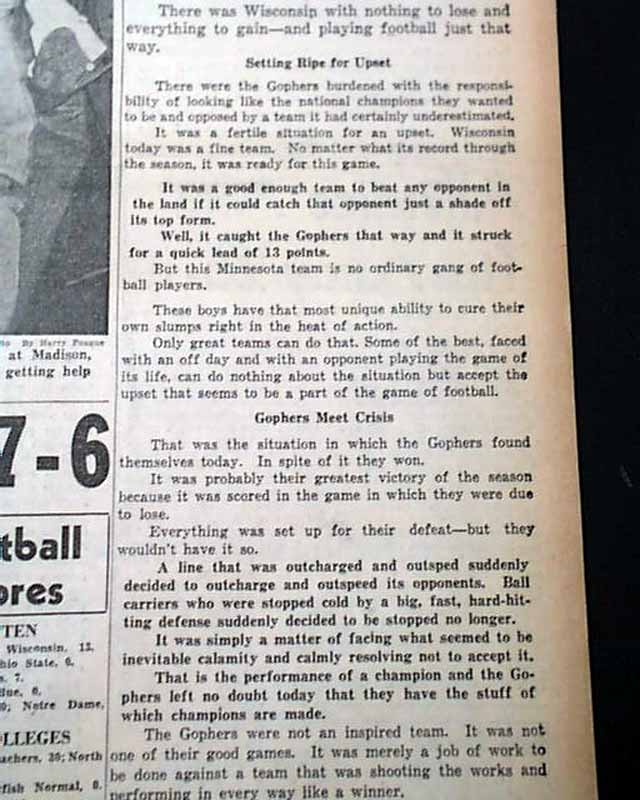 There was Wisconsin with nothing to lose and
everything to gain—and playing football just that
way.
Setting Ripe for Upset
There were the Gophers burdened with the responsi-
bility of looking like the national champions they wanted
to be and opposed by a team it had certainly underestimated.
It was a fertile situation for an upset. Wisconsin
today was a fine team. No matter what its record through
the season, it was ready for this game.
It was a good enough team to beat any opponent in
the land if it could catch that opponent just a shade off
its top form.
Well, it caught the Gophers that way and it struck
for a quick lead of 13 points.
But this Minnesota team is no ordinary gang of foot-
ball players.
These boys have that most unique ability to cure their
own slumps right in the heat of action.
Only great teams can do that. Some of the best, faced
with an off day and with an opponent playing the game of
its life, can do nothing about the situation but accept the
upset that seems to be a part of the game of football.
Gophers Meet Crisis
That was the situation in which the Gophers found
themselves today. In spite of it they won.
It was probably their greatest victory of the season
because it was scored in the game in which they were due
to lose.
Everything was set up for their defeat—but they
wouldn't have it so.
A line that was outcharged and outsped suddenly
decided to outcharge and outspeed its opponents. Ball
carriers who were stopped cold by a big, fast, hard-hit-
ting defense suddenly decided to be stopped no longer.
It was simply a matter of facing what seemed to be
inevitable calamity and calmly resolving not to accept it.
That is the performance of a champion and the Go-
phers left no doubt today that they have the stuff of
which champions are made.
The Gophers were not an inspired team. It was not
one of their good games. It was merely a job of work to
be done against a team that was shooting the works and
performing in every way like a winner.
By Harry Pongue
at Madison,
getting help
7-6
tball
ores
TEN
Wisconsin, 13.
hio State, 6.
7.
ue, 6.
0; Notre Dame,
LLEGES
achers, 20; North
fish Normal, 0.